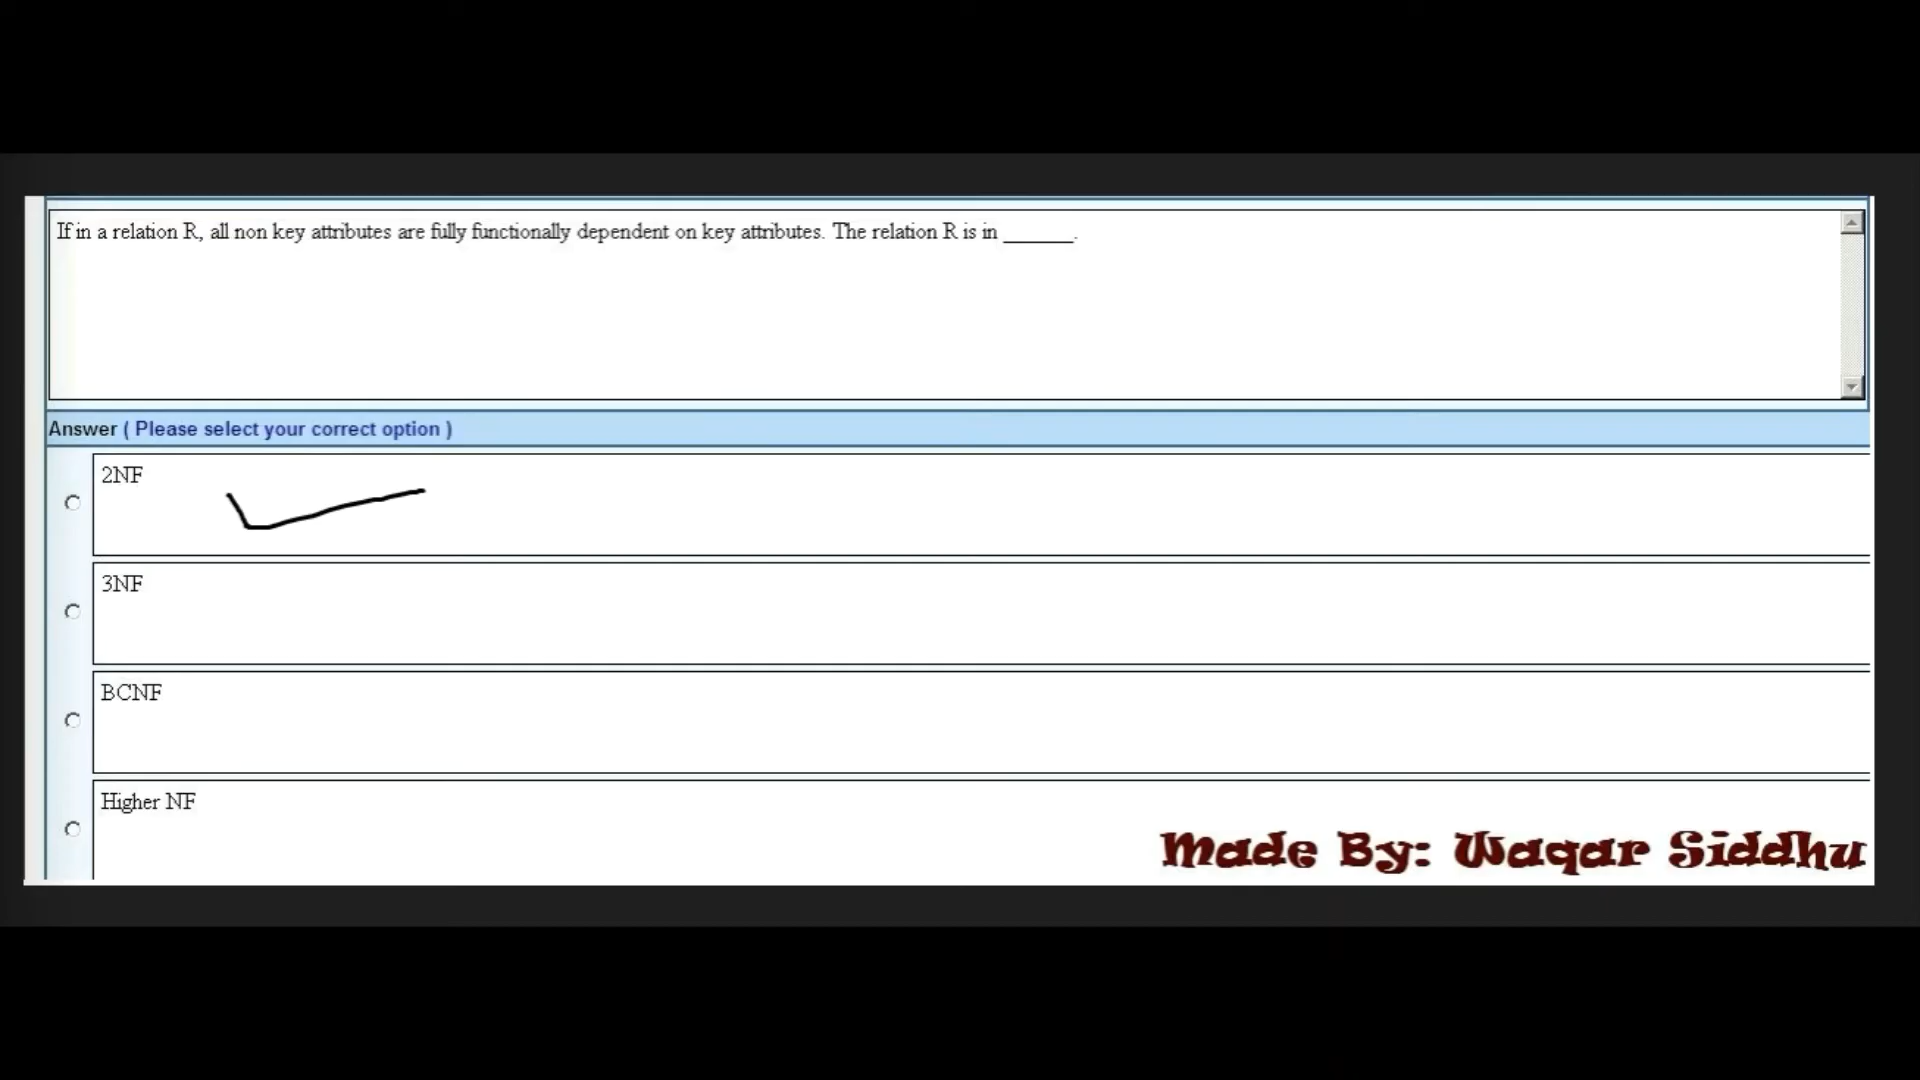 If in a relation R, all non key attributes are fully functionally dependent on key attributes. The relation R is in _______.
Answer ( Please select your correct option )
2NF
3NF
BCNF
Higher NF
Made By: Waqar Siddhu